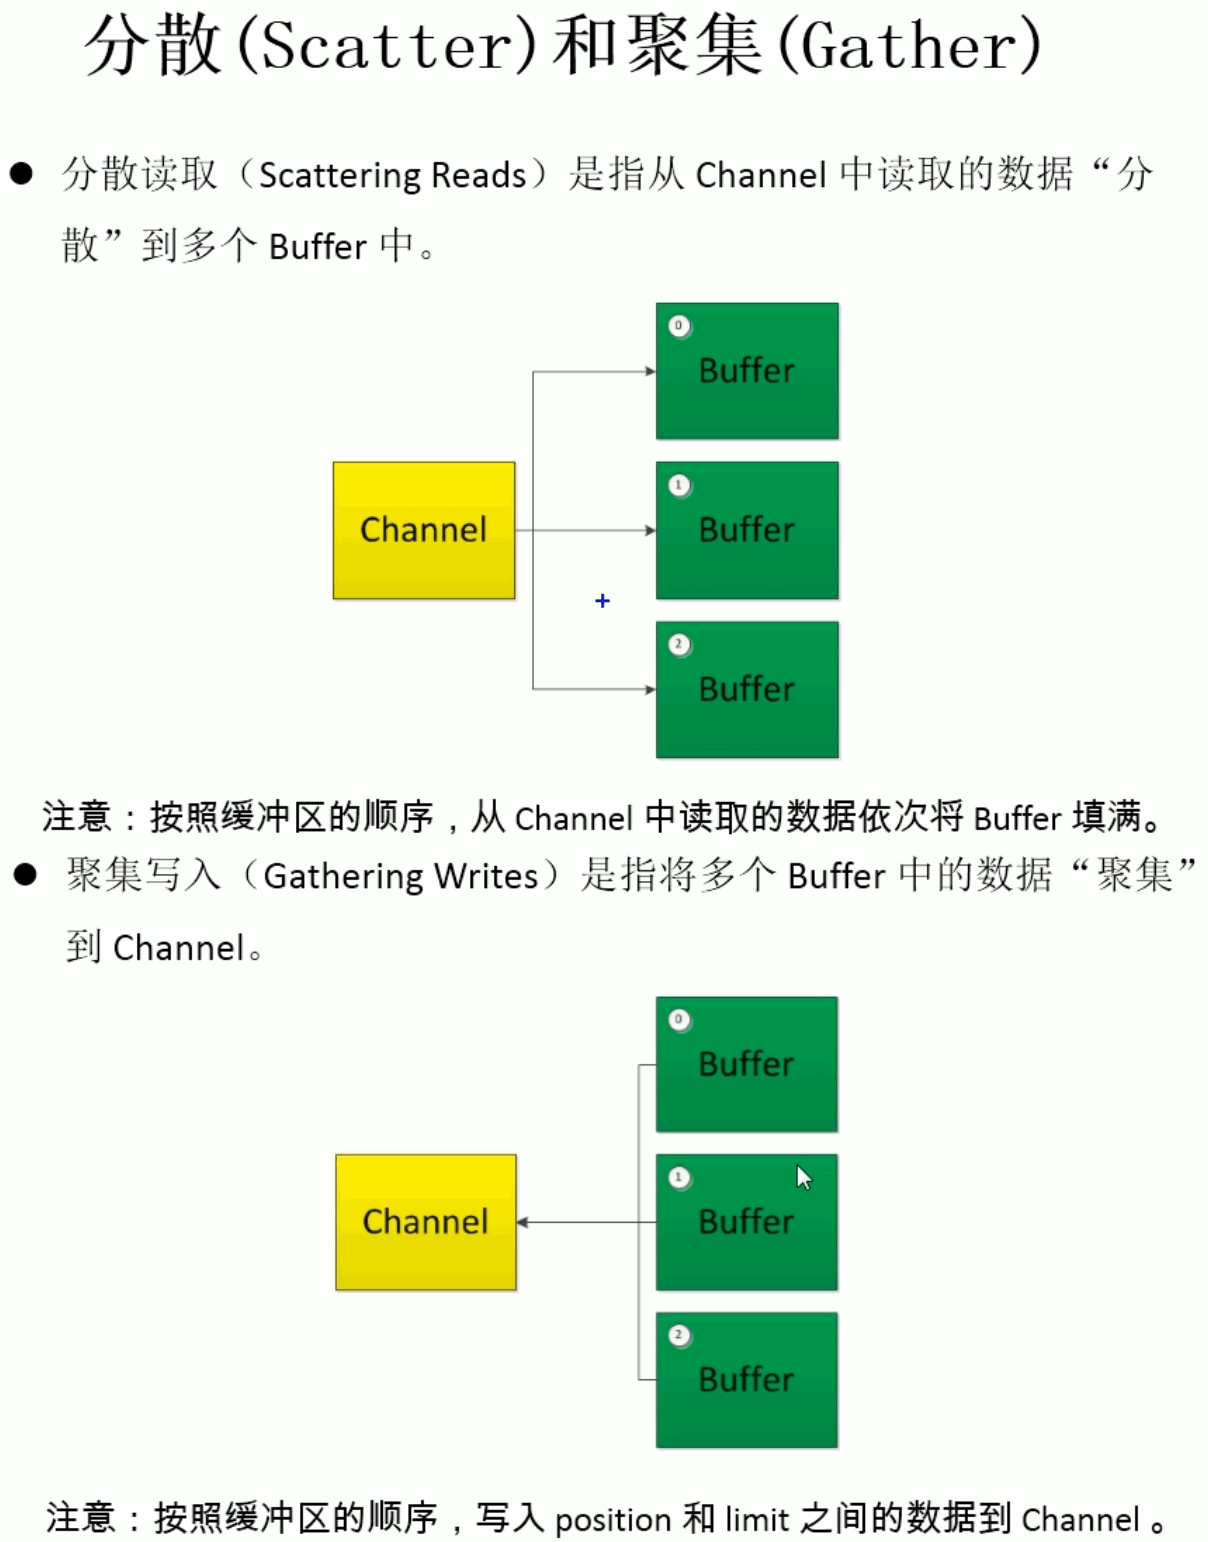 分散(Scatter)和聚集(Gather)
● 分散读取（Scattering Reads）是指从 Channel 中读取的数据“分
散”到多个 Buffer 中。
0
Buffer
Channel
1
Buffer
2
Buffer
注意：按照缓冲区的顺序，从 Channel 中读取的数据依次将 Buffer 填满。
● 聚集写入（Gathering Writes）是指将多个 Buffer 中的数据“聚集”
到 Channel。
0
Buffer
Channel
1
Buffer
2
Buffer
注意：按照缓冲区的顺序，写入 position 和 limit 之间的数据到 Channel 。